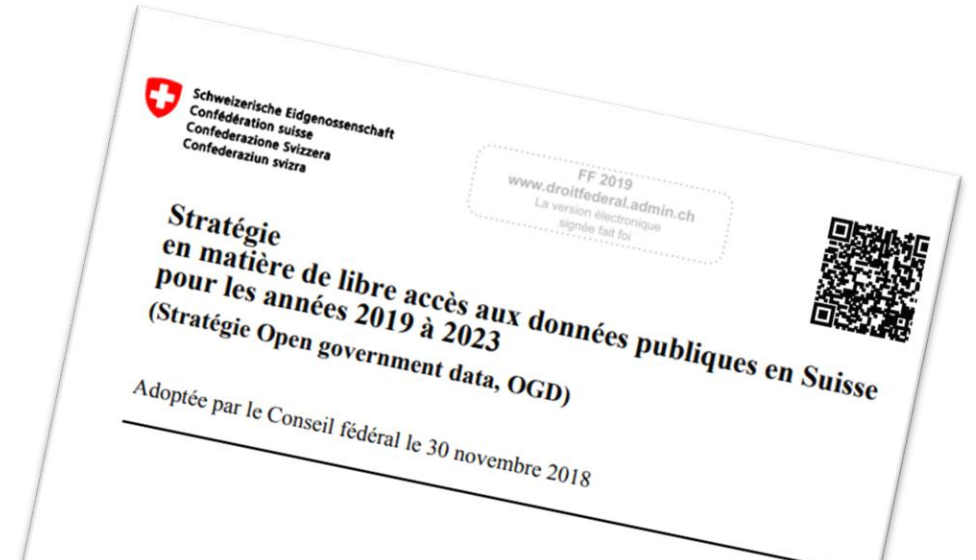 Schweizerische Eidgenossenschaft
Confédération suisse
Confederazione Svizzera
Confederaziun svizra
FF 2019
www.droitfederal.admin.ch
La version électronique
signée fait foi
Stratégie
en matière de libre accès aux données publiques en Suisse
pour les années 2019 à 2023
(Stratégie Open government data, OGD)
Adoptée par le Conseil fédéral le 30 novembre 2018